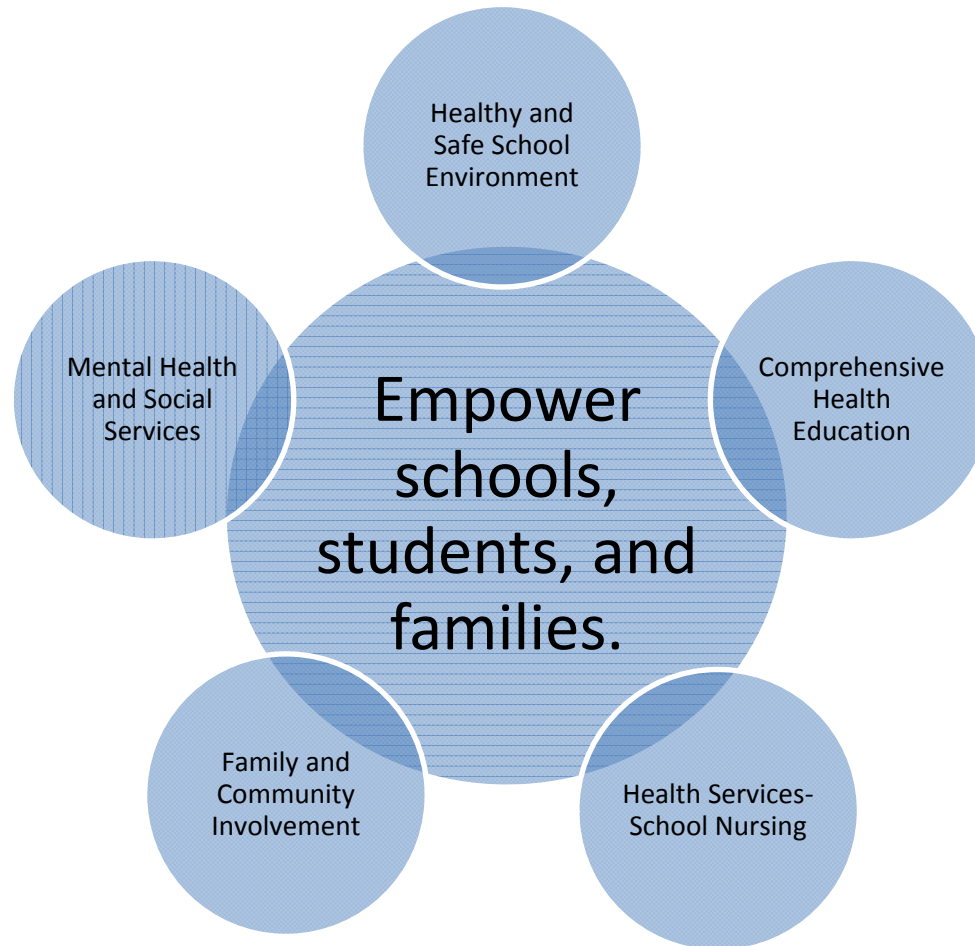 Healthy and
Safe School
Environment
Mental Health
and Social
Services
Comprehensive
Health
Education
Empower
schools,
students, and
families.
Family and
Community
Involvement
Health Services-
School Nursing